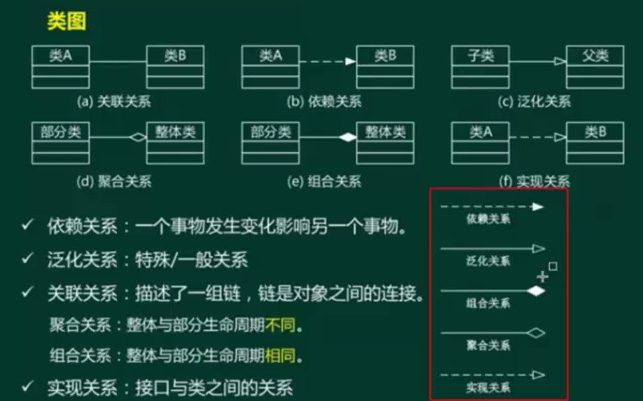 类图
类A 类B 类A 类B 子类 父类
(a) 关联关系 (b) 依赖关系 (c) 泛化关系
部分类 整体类 部分类 整体类 类A 类B
(d) 聚合关系 (e) 组合关系 (f) 实现关系
✓ 依赖关系：一个事物发生变化影响另一个事物。
✓ 泛化关系：特殊/一般关系
✓ 关联关系：描述了一组链，链是对象之间的连接。
聚合关系：整体与部分生命周期不同。
组合关系：整体与部分生命周期相同。
✓ 实现关系：接口与类之间的关系
依赖关系
泛化关系
组合关系
聚合关系
实现关系